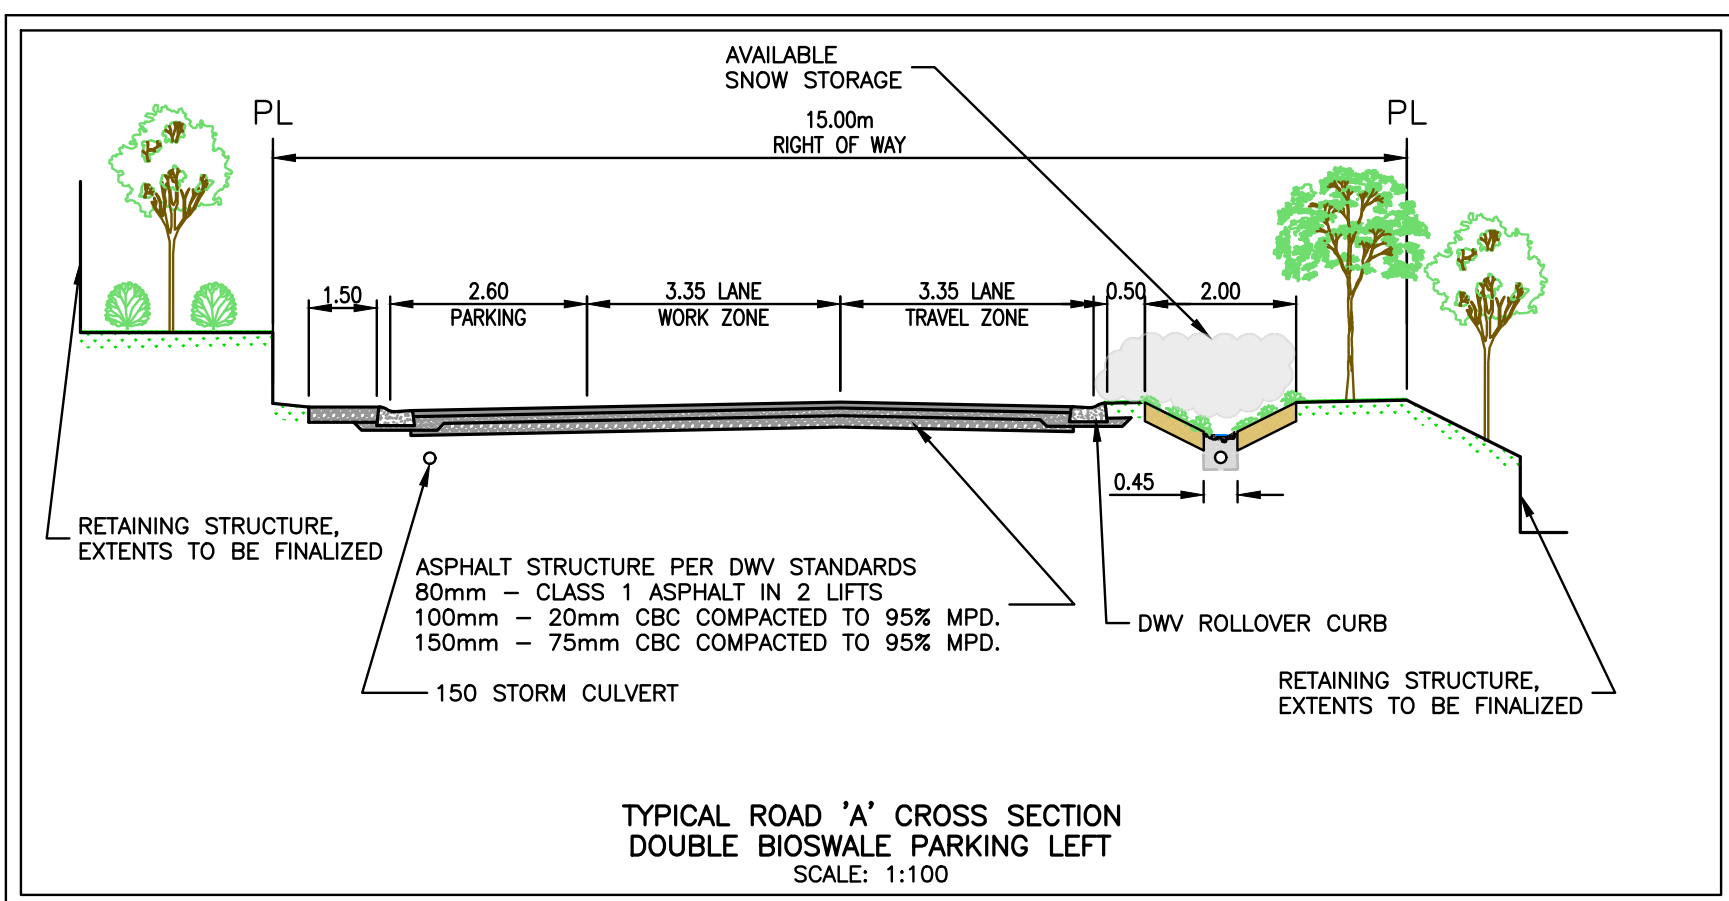 AVAILABLE
SNOW STORAGE
PL
PL
15.00m
RIGHT OF WAY
1.50
2.60
PARKING
3.35 LANE
WORK ZONE
3.35 LANE
TRAVEL ZONE
0.50
2.00
0.45
RETAINING STRUCTURE,
EXTENTS TO BE FINALIZED
ASPHALT STRUCTURE PER DWV STANDARDS
80mm – CLASS 1 ASPHALT IN 2 LIFTS
100mm – 20mm CBC COMPACTED TO 95% MPD.
150mm – 75mm CBC COMPACTED TO 95% MPD.
DWV ROLLOVER CURB
150 STORM CULVERT
RETAINING STRUCTURE,
EXTENTS TO BE FINALIZED
TYPICAL ROAD 'A' CROSS SECTION
DOUBLE BIOSWALE PARKING LEFT
SCALE: 1:100